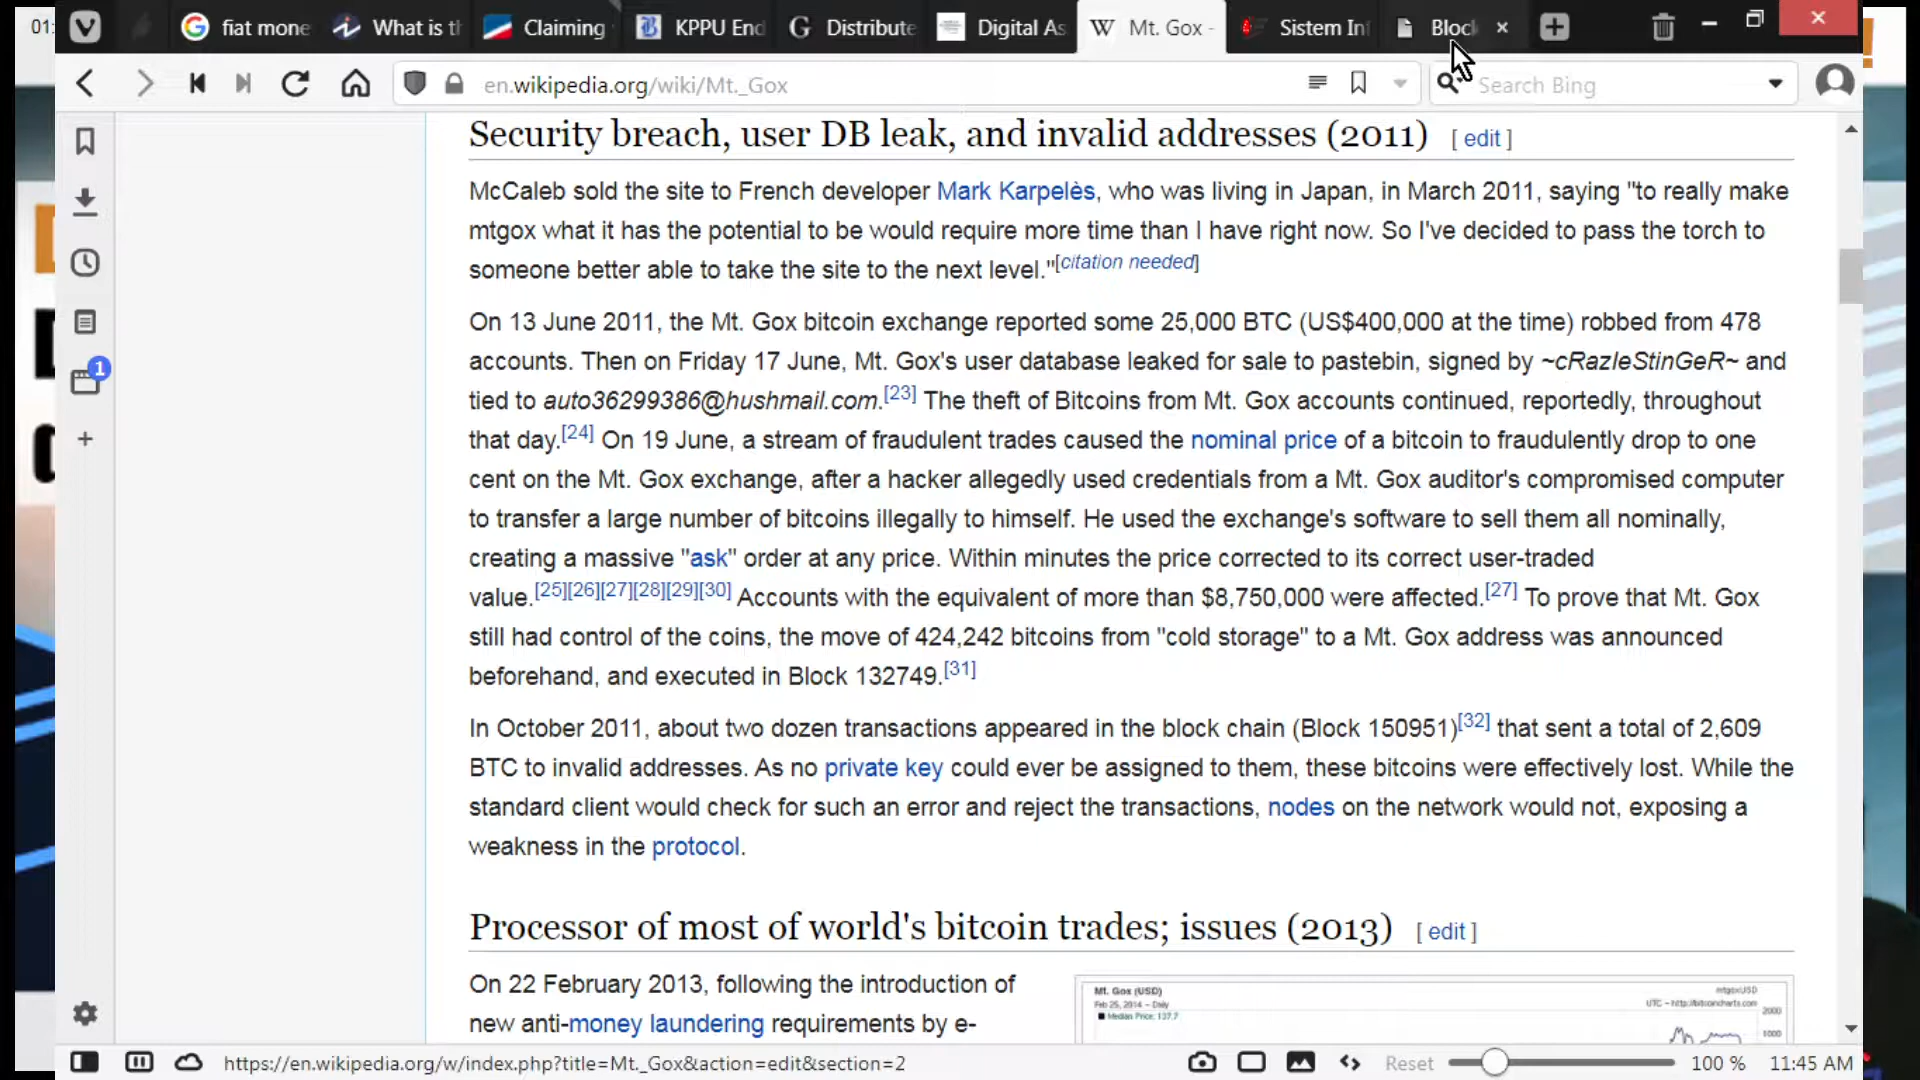 01:
fiat mone
What is t
Claiming
KPPU End
Distribute
Digital As
Mt. Gox -
Sistem In
Bloc
en.wikipedia.org/wiki/Mt._Gox
Search Bing
Security breach, user DB leak, and invalid addresses (2011) [ edit ]
McCaleb sold the site to French developer Mark Karpelès, who was living in Japan, in March 2011, saying "to really make
mtgox what it has the potential to be would require more time than I have right now. So I've decided to pass the torch to
someone better able to take the site to the next level."[citation needed]
On 13 June 2011, the Mt. Gox bitcoin exchange reported some 25,000 BTC (US$400,000 at the time) robbed from 478
accounts. Then on Friday 17 June, Mt. Gox's user database leaked for sale to pastebin, signed by ~cRazIeStinGeR~ and
tied to auto36299386@hushmail.com.[23] The theft of Bitcoins from Mt. Gox accounts continued, reportedly, throughout
that day.[24] On 19 June, a stream of fraudulent trades caused the nominal price of a bitcoin to fraudulently drop to one
cent on the Mt. Gox exchange, after a hacker allegedly used credentials from a Mt. Gox auditor's compromised computer
to transfer a large number of bitcoins illegally to himself. He used the exchange's software to sell them all nominally,
creating a massive "ask" order at any price. Within minutes the price corrected to its correct user-traded
value.[25][26][27][28][29][30] Accounts with the equivalent of more than $8,750,000 were affected.[27] To prove that Mt. Gox
still had control of the coins, the move of 424,242 bitcoins from "cold storage" to a Mt. Gox address was announced
beforehand, and executed in Block 132749.[31]
In October 2011, about two dozen transactions appeared in the block chain (Block 150951)[32] that sent a total of 2,609
BTC to invalid addresses. As no private key could ever be assigned to them, these bitcoins were effectively lost. While the
standard client would check for such an error and reject the transactions, nodes on the network would not, exposing a
weakness in the protocol.
Processor of most of world's bitcoin trades; issues (2013) [ edit ]
On 22 February 2013, following the introduction of
new anti-money laundering requirements by e-
Mt. Gox (USD)
Feb 25, 2014 – Daily
Median Price: 137.7
mtgoxUSD
UTC – http://bitcoincharts.com
2000
1000
1
https://en.wikipedia.org/w/index.php?title=Mt._Gox&action=edit&section=2
Reset
100 %
11:45 AM